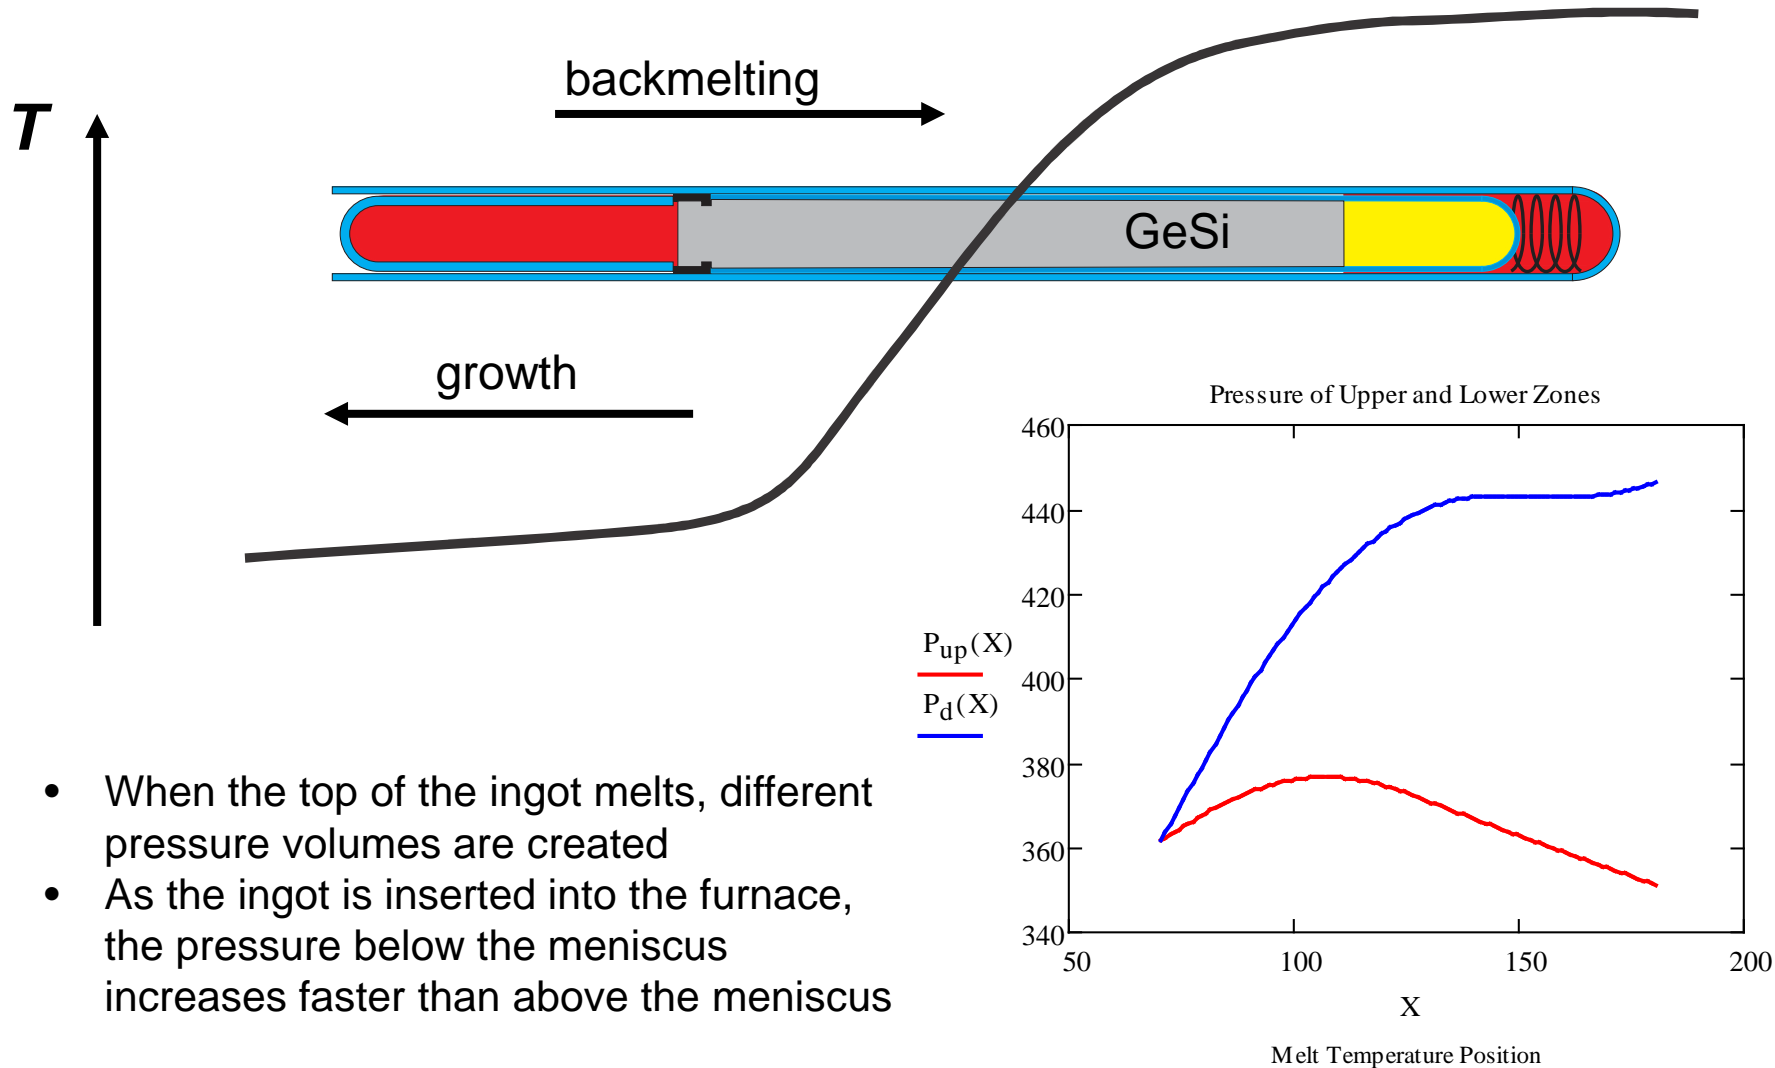 backmelting
T
GeSi
growth
Pressure of Upper and Lower Zones
460
440
420
400
380
360
340
50 100 150 200
X
Melt Temperature Position
Pup(X)
Pd(X)
• When the top of the ingot melts, different
pressure volumes are created
• As the ingot is inserted into the furnace,
the pressure below the meniscus
increases faster than above the meniscus